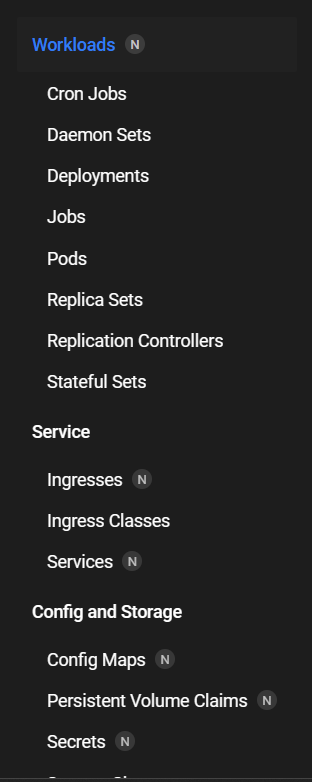 Workloads N
Cron Jobs
Daemon Sets
Deployments
Jobs
Pods
Replica Sets
Replication Controllers
Stateful Sets
Service
Ingresses N
Ingress Classes
Services N
Config and Storage
Config Maps N
Persistent Volume Claims N
Secrets N